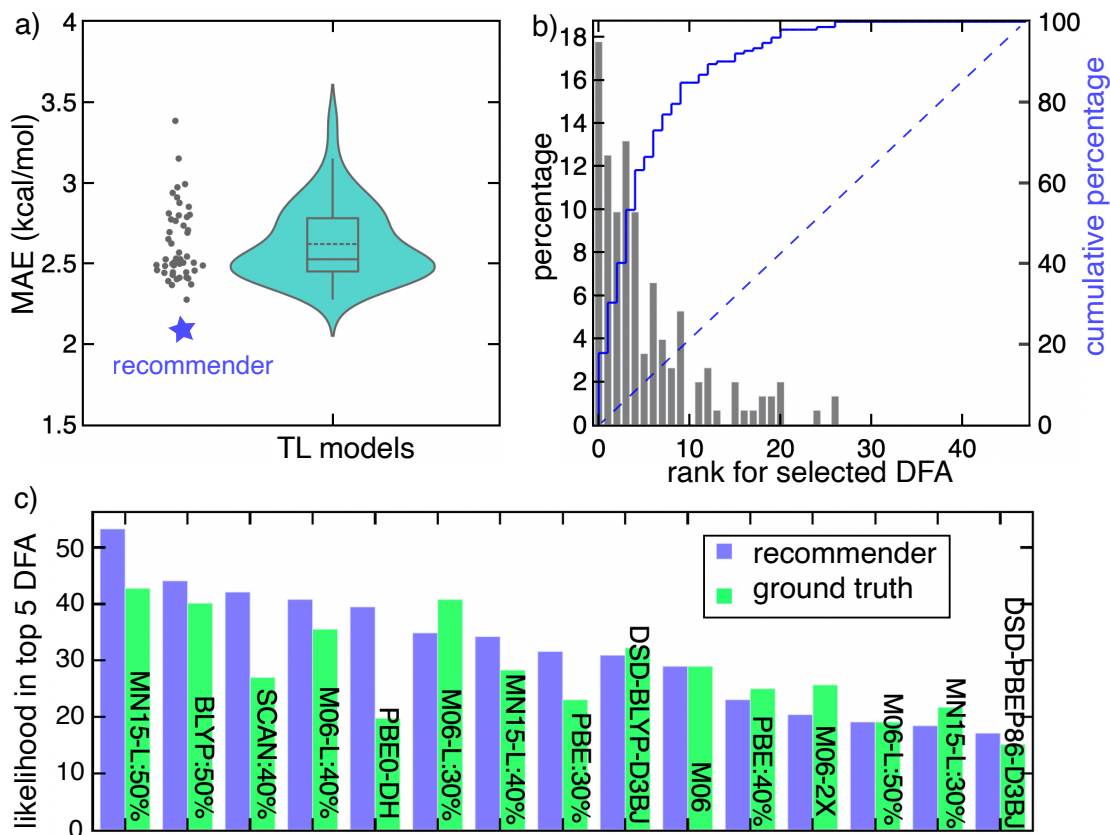 a)
MAE (kcal/mol)
4
3.5
3
2.5
2
1.5
recommender
TL models
b)
percentage
18
16
14
12
10
8
6
4
2
0
100
80
60
40
20
0
cumulative percentage
0
10
20
30
40
rank for selected DFA
c)
likelihood in top 5 DFA
50
40
30
20
10
0
recommender
ground truth
MN15-L:50%
BLYP:50%
SCAN:40%
M06-L:40%
PBE0-DH
M06-L:30%
MN15-L:40%
PBE:30%
DSD-BLYP-D3BJ
M06
PBE:40%
M06-2X
M06-L:50%
MN15-L:30%
DSD-PBEP86-D3BJ